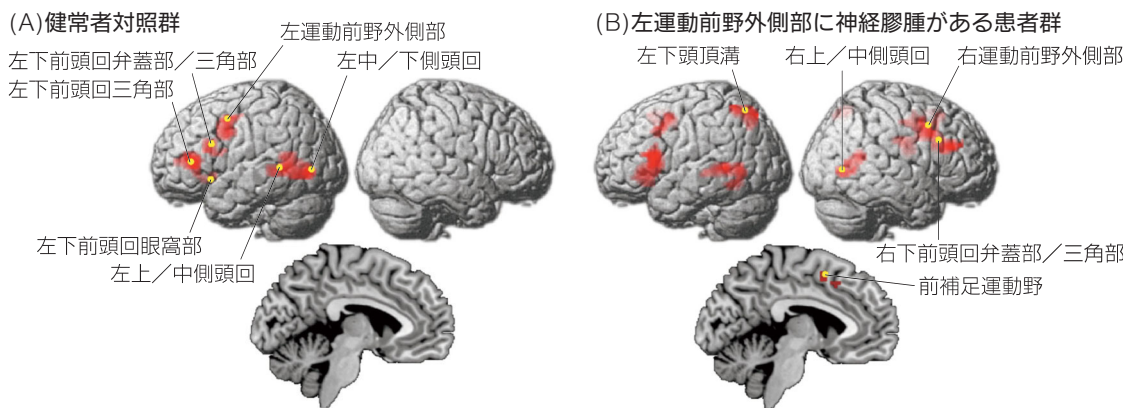 (A)健常者対照群
左運動前野外側部
左下前頭回弁蓋部／三角部
左中／下側頭回
左下前頭回三角部
左下前頭回眼窩部
左上／中側頭回
(B)左運動前野外側部に神経膠腫がある患者群
左下頭頂溝
右上／中側頭回
右運動前野外側部
右下前頭回弁蓋部／三角部
前補足運動野